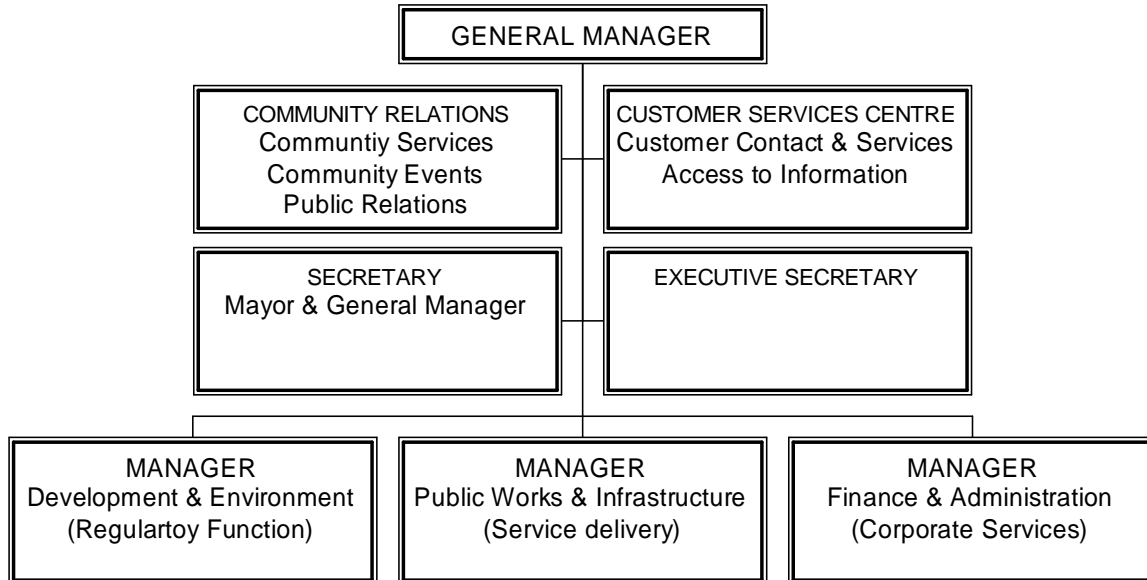 GENERAL MANAGER
COMMUNITY RELATIONS
Communtiy Services
Community Events
Public Relations
CUSTOMER SERVICES CENTRE
Customer Contact & Services
Access to Information
SECRETARY
Mayor & General Manager
EXECUTIVE SECRETARY
MANAGER
Development & Environment
(Regulartoy Function)
MANAGER
Public Works & Infrastructure
(Service delivery)
MANAGER
Finance & Administration
(Corporate Services)